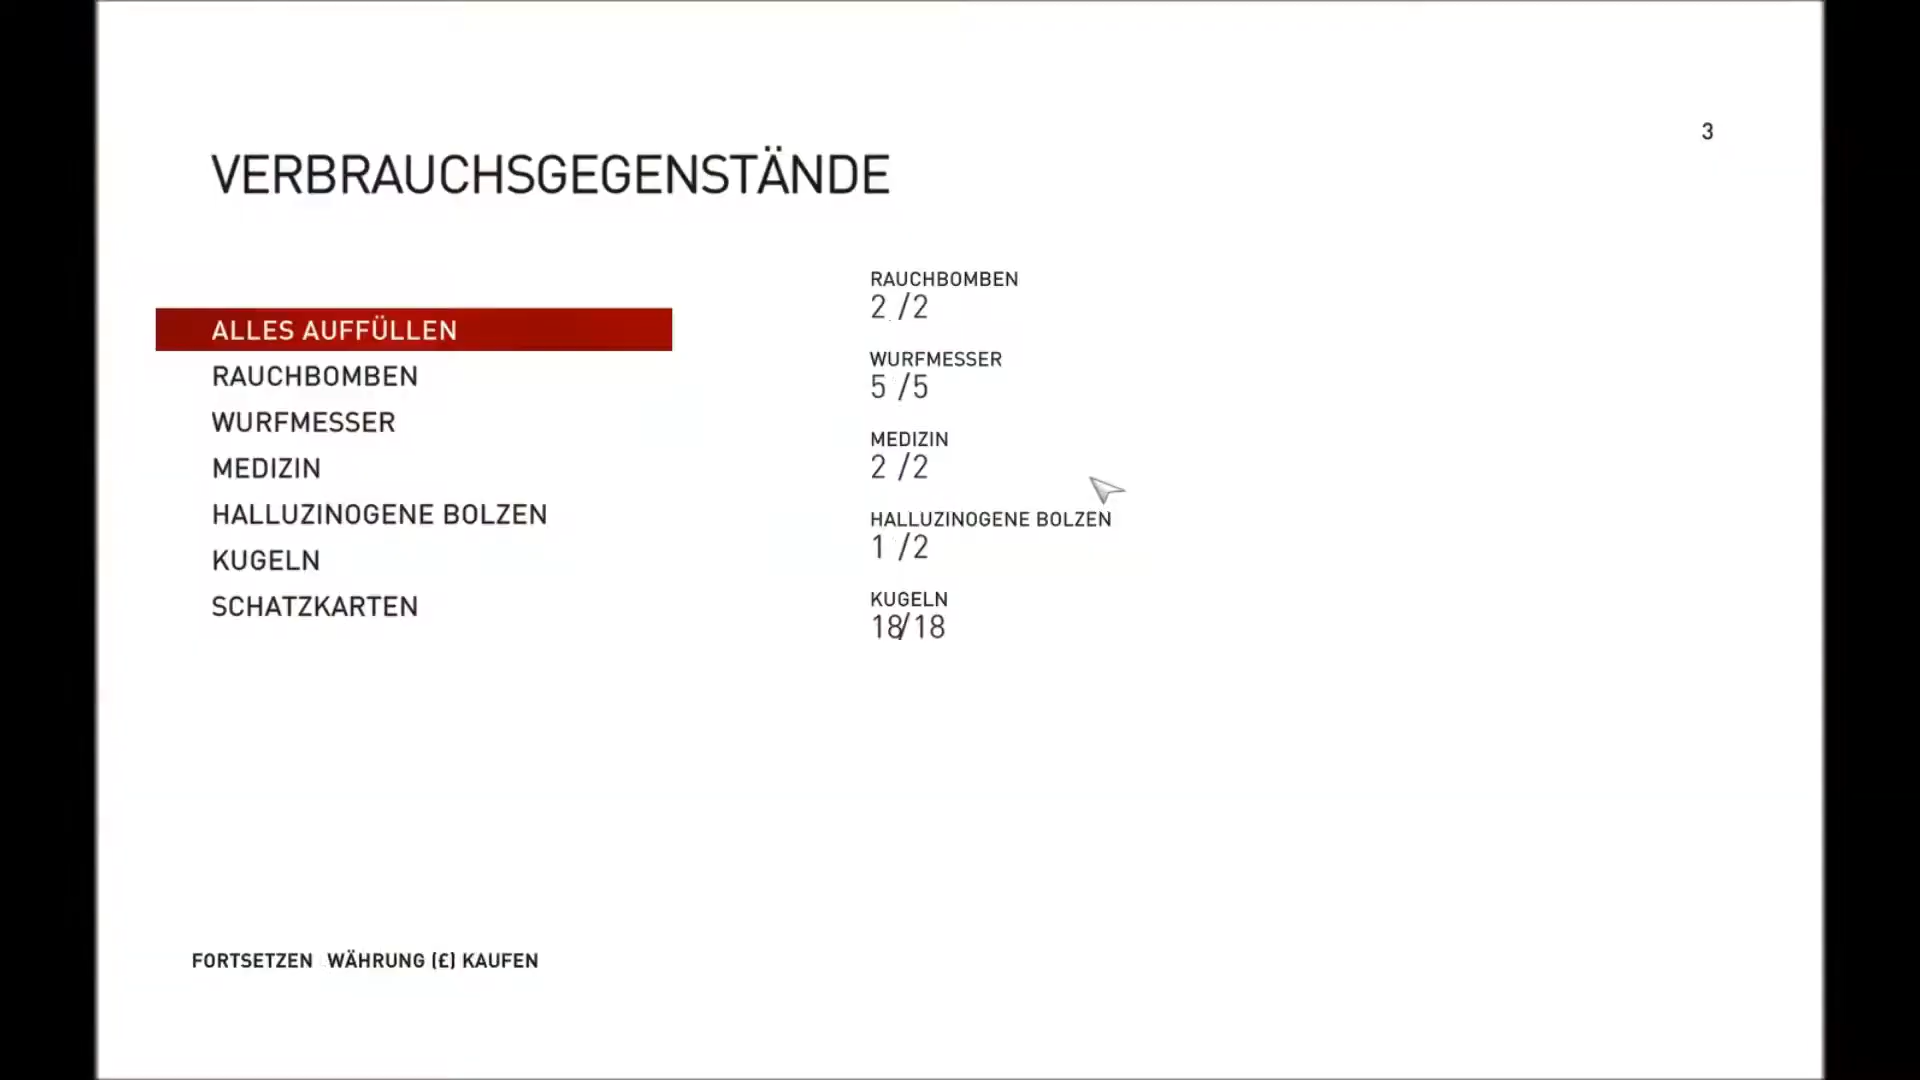 3
VERBRAUCHSGEGENSTÄNDE
ALLES AUFFÜLLEN
RAUCHBOMBEN
WURFMESSER
MEDIZIN
HALLUZINOGENE BOLZEN
KUGELN
SCHATZKARTEN
RAUCHBOMBEN
2 /2
WURFMESSER
5 /5
MEDIZIN
2 /2
HALLUZINOGENE BOLZEN
1 /2
KUGELN
18/18
FORTSETZEN WÄHRUNG (£) KAUFEN